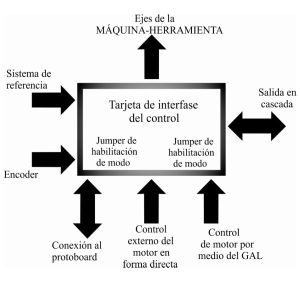 Ejes de la
MÁQUINA-HERRAMIENTA
Sistema de
referencia
Tarjeta de interfase
del control
Salida en
cascada
Jumper de
habilitación
de modo
Jumper de
habilitación
de modo
Encoder
Conexión al
protoboard
Control
externo del
motor en
forma directa
Control
de motor por
medio del GAL